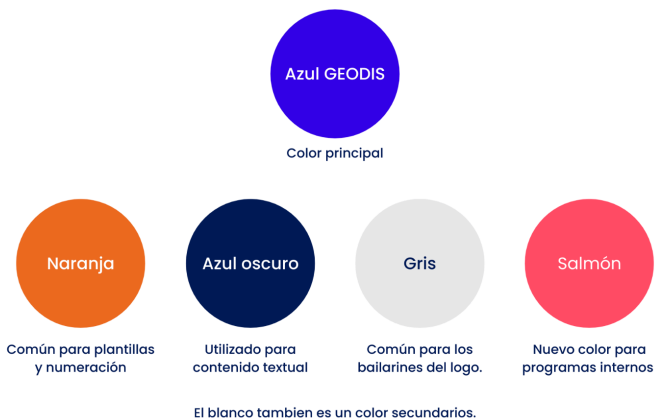 Azul GEODIS
Color principal
Naranja
Azul oscuro
Gris
Salmón
Común para plantillas
y numeración
Utilizado para
contenido textual
Común para los
bailarines del logo.
Nuevo color para
programas internos
El blanco tambien es un color secundarios.